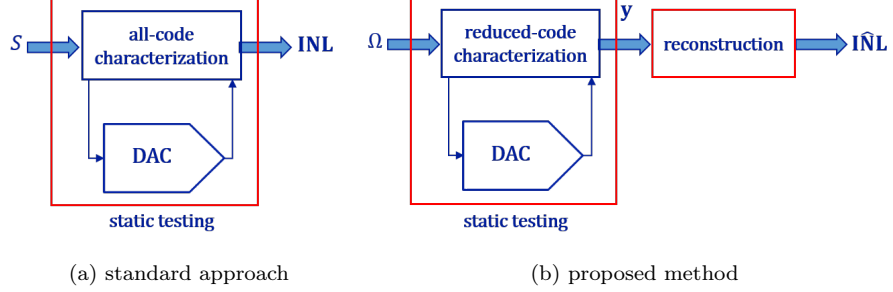 S
all-code
characterization
INL
DAC
static testing
(a) standard approach
Ω
reduced-code
characterization
y
reconstruction
IN̂L
DAC
static testing
(b) proposed method